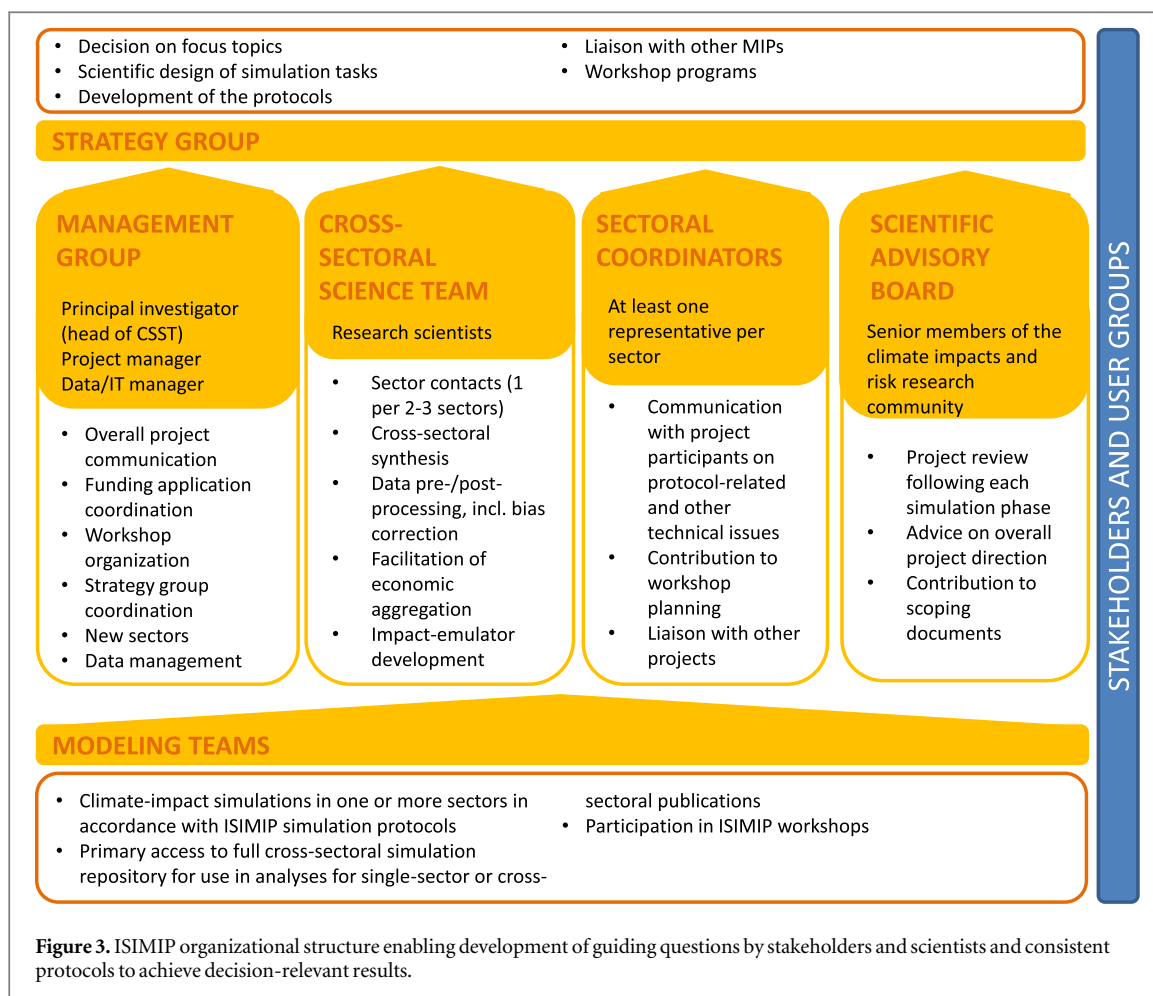 • Decision on focus topics
• Scientific design of simulation tasks
• Development of the protocols
• Liaison with other MIPs
• Workshop programs
STRATEGY GROUP
MANAGEMENT
GROUP
Principal investigator
(head of CSST)
Project manager
Data/IT manager
• Overall project
communication
• Funding application
coordination
• Workshop
organization
• Strategy group
coordination
• New sectors
• Data management
CROSS-
SECTORAL
SCIENCE TEAM
Research scientists
• Sector contacts (1
per 2-3 sectors)
• Cross-sectoral
synthesis
• Data pre-/post-
processing, incl. bias
correction
• Facilitation of
economic
aggregation
• Impact-emulator
development
SECTORAL
COORDINATORS
At least one
representative per
sector
• Communication
with project
participants on
protocol-related
and other
technical issues
• Contribution to
workshop
planning
• Liaison with other
projects
SCIENTIFIC
ADVISORY
BOARD
Senior members of the
climate impacts and
risk research
community
• Project review
following each
simulation phase
• Advice on overall
project direction
• Contribution to
scoping
documents
STAKEHOLDERS AND USER GROUPS
MODELING TEAMS
• Climate-impact simulations in one or more sectors in
accordance with ISIMIP simulation protocols
• Primary access to full cross-sectoral simulation
repository for use in analyses for single-sector or cross-
sectoral publications
• Participation in ISIMIP workshops
Figure 3. ISIMIP organizational structure enabling development of guiding questions by stakeholders and scientists and consistent
protocols to achieve decision-relevant results.